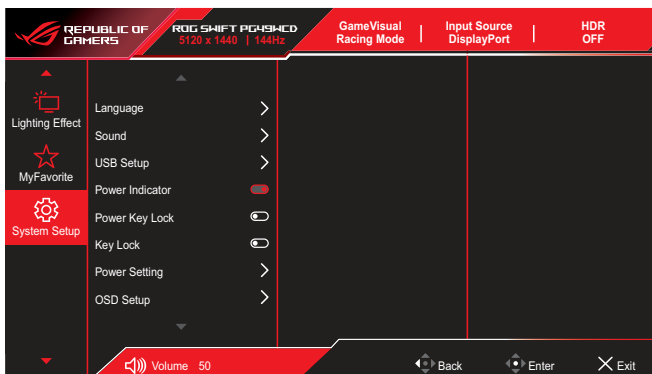 REPUBLIC OF
GAMERS
ROG SWIFT PG49WCD
5120 x 1440 | 144Hz
GameVisual
Racing Mode
Input Source
DisplayPort
HDR
OFF
Lighting Effect
MyFavorite
System Setup
Language
Sound
USB Setup
Power Indicator
Power Key Lock
Key Lock
Power Setting
OSD Setup
Volume 50
Back
Enter
Exit